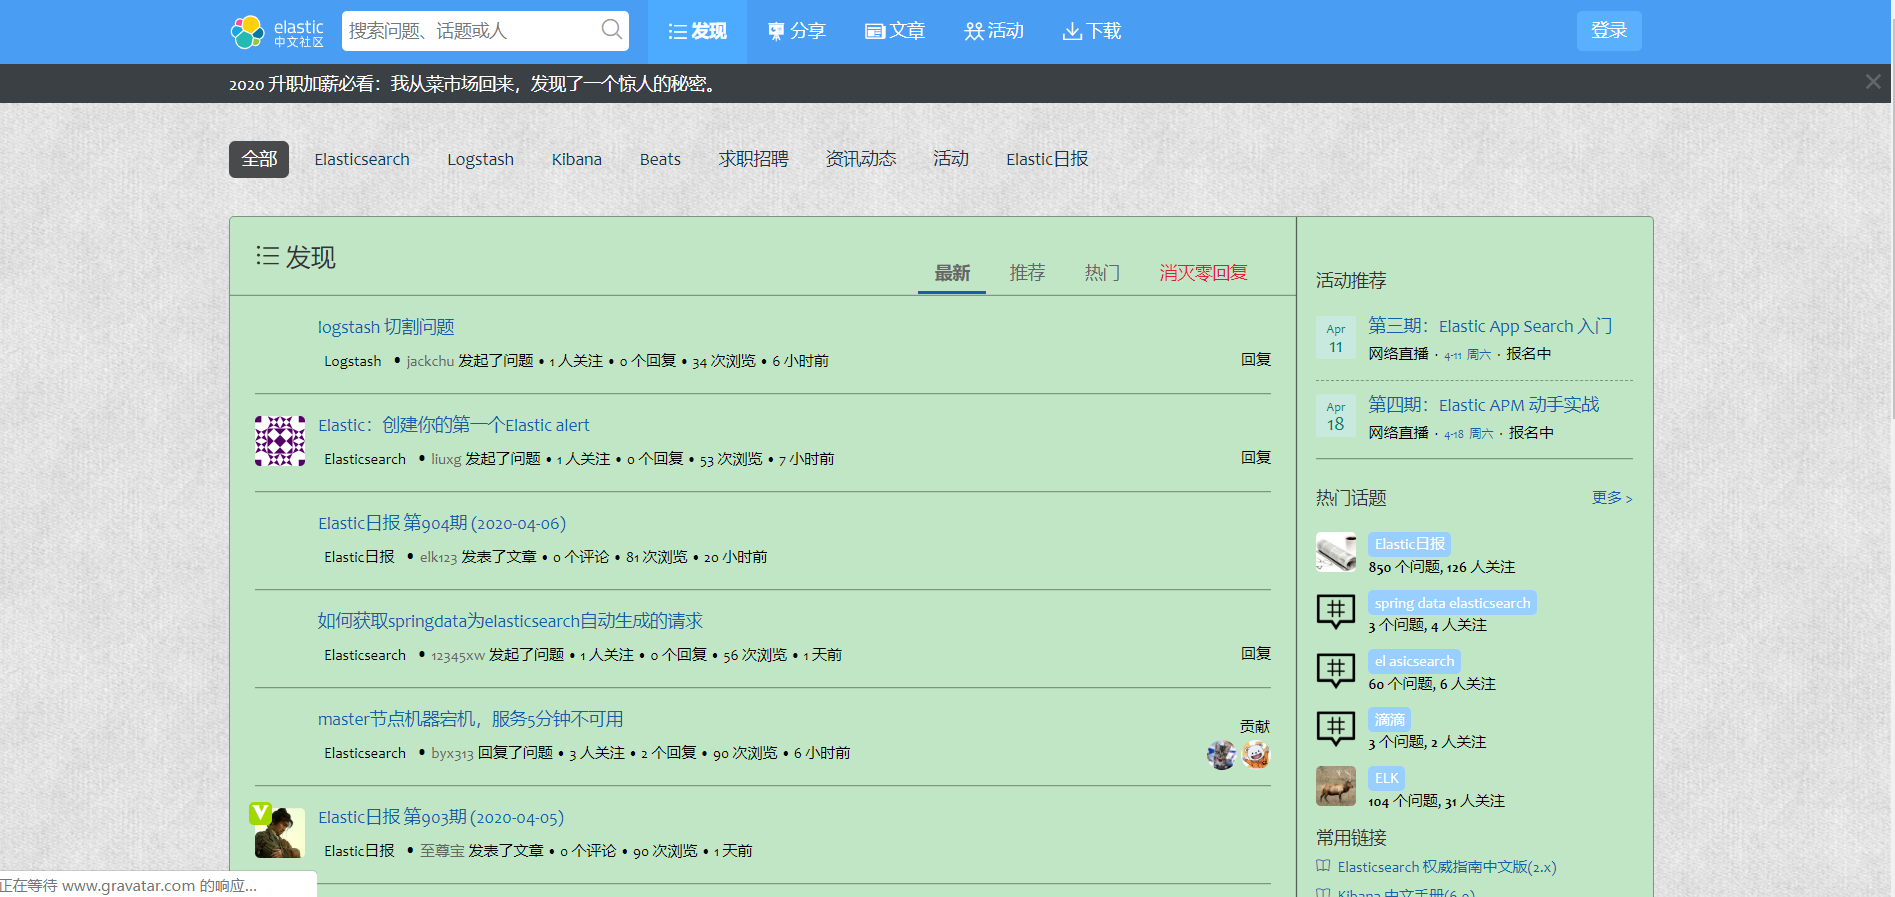 elastic
中文社区
搜索问题、话题或人
发现
分享
文章
活动
下载
登录
2020 升职加薪必看：我从菜市场回来，发现了一个惊人的秘密。
全部
Elasticsearch
Logstash
Kibana
Beats
求职招聘
资讯动态
活动
Elastic日报
发现
最新
推荐
热门
消灭零回复
logstash 切割问题
Logstash • jackchu 发起了问题 • 1 人关注 • 0 个回复 • 34 次浏览 • 6 小时前
回复
Elastic：创建你的第一个Elastic alert
Elasticsearch • liuxg 发起了问题 • 1 人关注 • 0 个回复 • 53 次浏览 • 7 小时前
回复
Elastic日报 第904期 (2020-04-06)
Elastic日报 • elk123 发表了文章 • 0 个评论 • 81 次浏览 • 20 小时前
如何获取springdata为elasticsearch自动生成的请求
Elasticsearch • 12345xw 发起了问题 • 1 人关注 • 0 个回复 • 56 次浏览 • 1 天前
回复
master节点机器宕机，服务5分钟不可用
Elasticsearch • byx313 回复了问题 • 3 人关注 • 2 个回复 • 90 次浏览 • 6 小时前
贡献
V
Elastic日报 第903期 (2020-04-05)
Elastic日报 • 至尊宝 发表了文章 • 0 个评论 • 90 次浏览 • 1 天前
正在等待 www.gravatar.com 的响应...
活动推荐
Apr
11
第三期：Elastic App Search 入门
网络直播 · 4-11 周六 · 报名中
Apr
18
第四期：Elastic APM 动手实战
网络直播 · 4-18 周六 · 报名中
热门话题
更多 >
Elastic日报
850 个问题, 126 人关注
spring data elasticsearch
3 个问题, 4 人关注
el asicsearch
60 个问题, 6 人关注
滴滴
3 个问题, 2 人关注
ELK
104 个问题, 31 人关注
常用链接
Elasticsearch 权威指南中文版(2.x)
Kibana 中文手册(6.0)